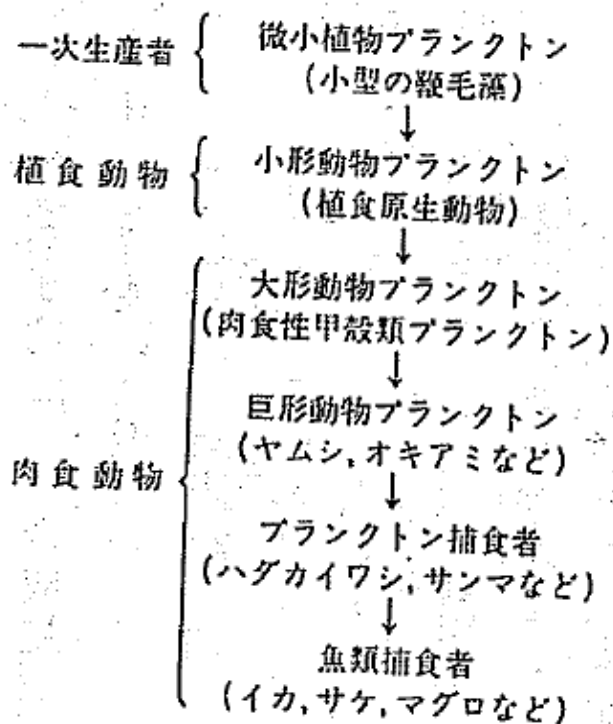 一次生産者
微小植物プランクトン
(小型の鞭毛藻)
↓
植食動物
小形動物プランクトン
(植食原生動物)
↓
肉食動物
大形動物プランクトン
(肉食性甲殻類プランクトン)
↓
巨形動物プランクトン
(ヤムシ,オキアミなど)
↓
プランクトン捕食者
(ハダカイワシ,サンマなど)
↓
魚類捕食者
(イカ,サケ,マグロなど)